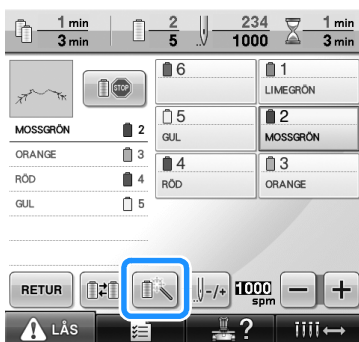 1 min 2 234 1 min
3 min 5 1000 3 min
STOP
6 1
LIMEGRÖN
5 2
GUL MOSSGRÖN
4 3
RÖD ORANGE
MOSSGRÖN 2
ORANGE 3
RÖD 4
GUL 5
RETUR -/+ 1000 spm − +
LÅS ?